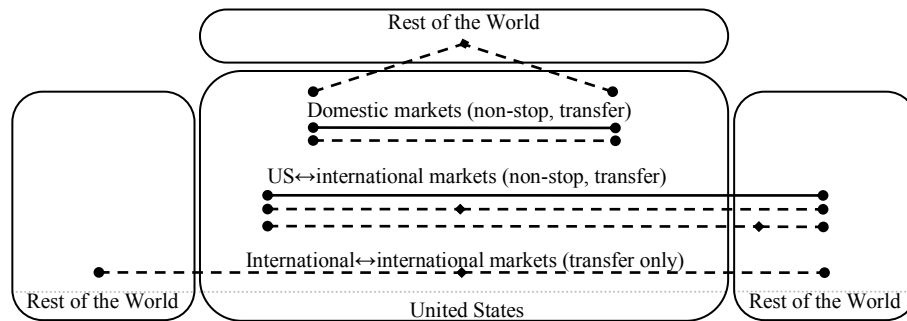 Rest of the World
Domestic markets (non-stop, transfer)
US↔international markets (non-stop, transfer)
International↔international markets (transfer only)
Rest of the World
United States
Rest of the World